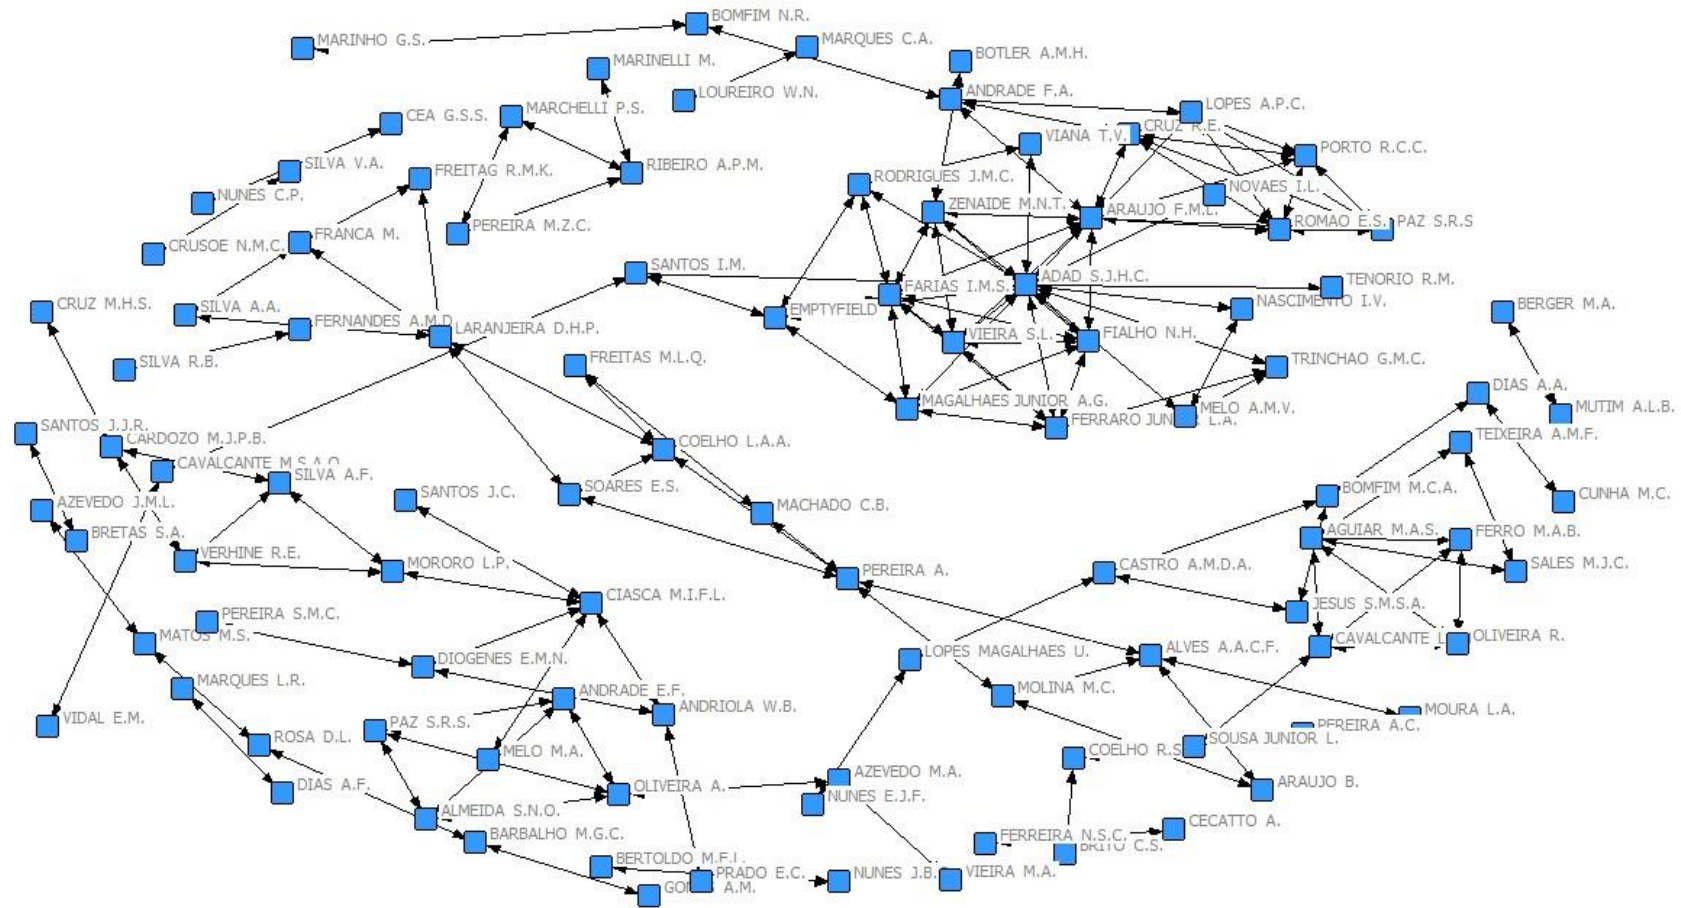 BOMFIM N.R.
MARINHO G.S.
MARQUES C.A.
BOTLER A.M.H.
MARINELLI M.
LOUREIRO W.N.
ANDRADE F.A.
LOPES A.P.C.
CEA G.S.S.
MARCHELLI P.S.
VIANA T.V.
CRUZ R.E.
PORTO R.C.C.
SILVA V.A.
FREITAG R.M.K.
RIBEIRO A.P.M.
RODRIGUES J.M.C.
NOVAES I.L.
NUNES C.P.
ZENAIDE M.N.T.
ARAUJO F.M.L.
ROMAO E.S.
PAZ S.R.S
PEREIRA M.Z.C.
FRANCA M.
CRUSOE N.M.C.
SANTOS I.M.
ADAD S.J.H.C.
TENORIO R.M.
FARIAS I.M.S.
NASCIMENTO I.V.
CRUZ M.H.S.
SILVA A.A.
EMPTYFIELD
BERGER M.A.
FERNANDES A.M.D.
LARANJEIRA D.H.P.
VIEIRA S.L.
FIALHO N.H.
SILVA R.B.
FREITAS M.L.Q.
TRINCHAO G.M.C.
DIAS A.A.
MAGALHAES JUNIOR A.G.
MELO A.M.V.
MUTIM A.L.B.
FERRARO JUNIOR L.A.
SANTOS J.J.R.
CARDOZO M.J.P.B.
COELHO L.A.A.
TEIXEIRA A.M.F.
CAVALCANTE M.S.A.O.
SILVA A.F.
SANTOS J.C.
SOARES E.S.
BOMFIM M.C.A.
CUNHA M.C.
AZEVEDO J.M.L.
MACHADO C.B.
BRETAS S.A.
AGUIAR M.A.S.
FERRO M.A.B.
VERHINE R.E.
MORORO L.P.
PEREIRA A.
CASTRO A.M.D.A.
SALES M.J.C.
CIASCA M.I.F.L.
JESUS S.M.S.A.
PEREIRA S.M.C.
MATOS M.S.
CAVALCANTE L
OLIVEIRA R.
DIOGENES E.M.N.
LOPES MAGALHAES U.
ALVES A.A.C.F.
MARQUES L.R.
ANDRADE E.F.
MOLINA M.C.
ANDRIOLA W.B.
MOURA L.A.
VIDAL E.M.
PAZ S.R.S.
PEREIRA A.C.
ROSA D.L.
MELO M.A.
COELHO R.S
SOUSA JUNIOR L.
DIAS A.F.
OLIVEIRA A.
AZEVEDO M.A.
ARAUJO B.
NUNES E.J.F.
ALMEIDA S.N.O.
BARBALHO M.G.C.
FERREIRA N.S.C.
CECATTO A.
BRITO C.S.
BERTOLDO M.E.L.
PRADO E.C.
NUNES J.B.
VIEIRA M.A.
A.M.